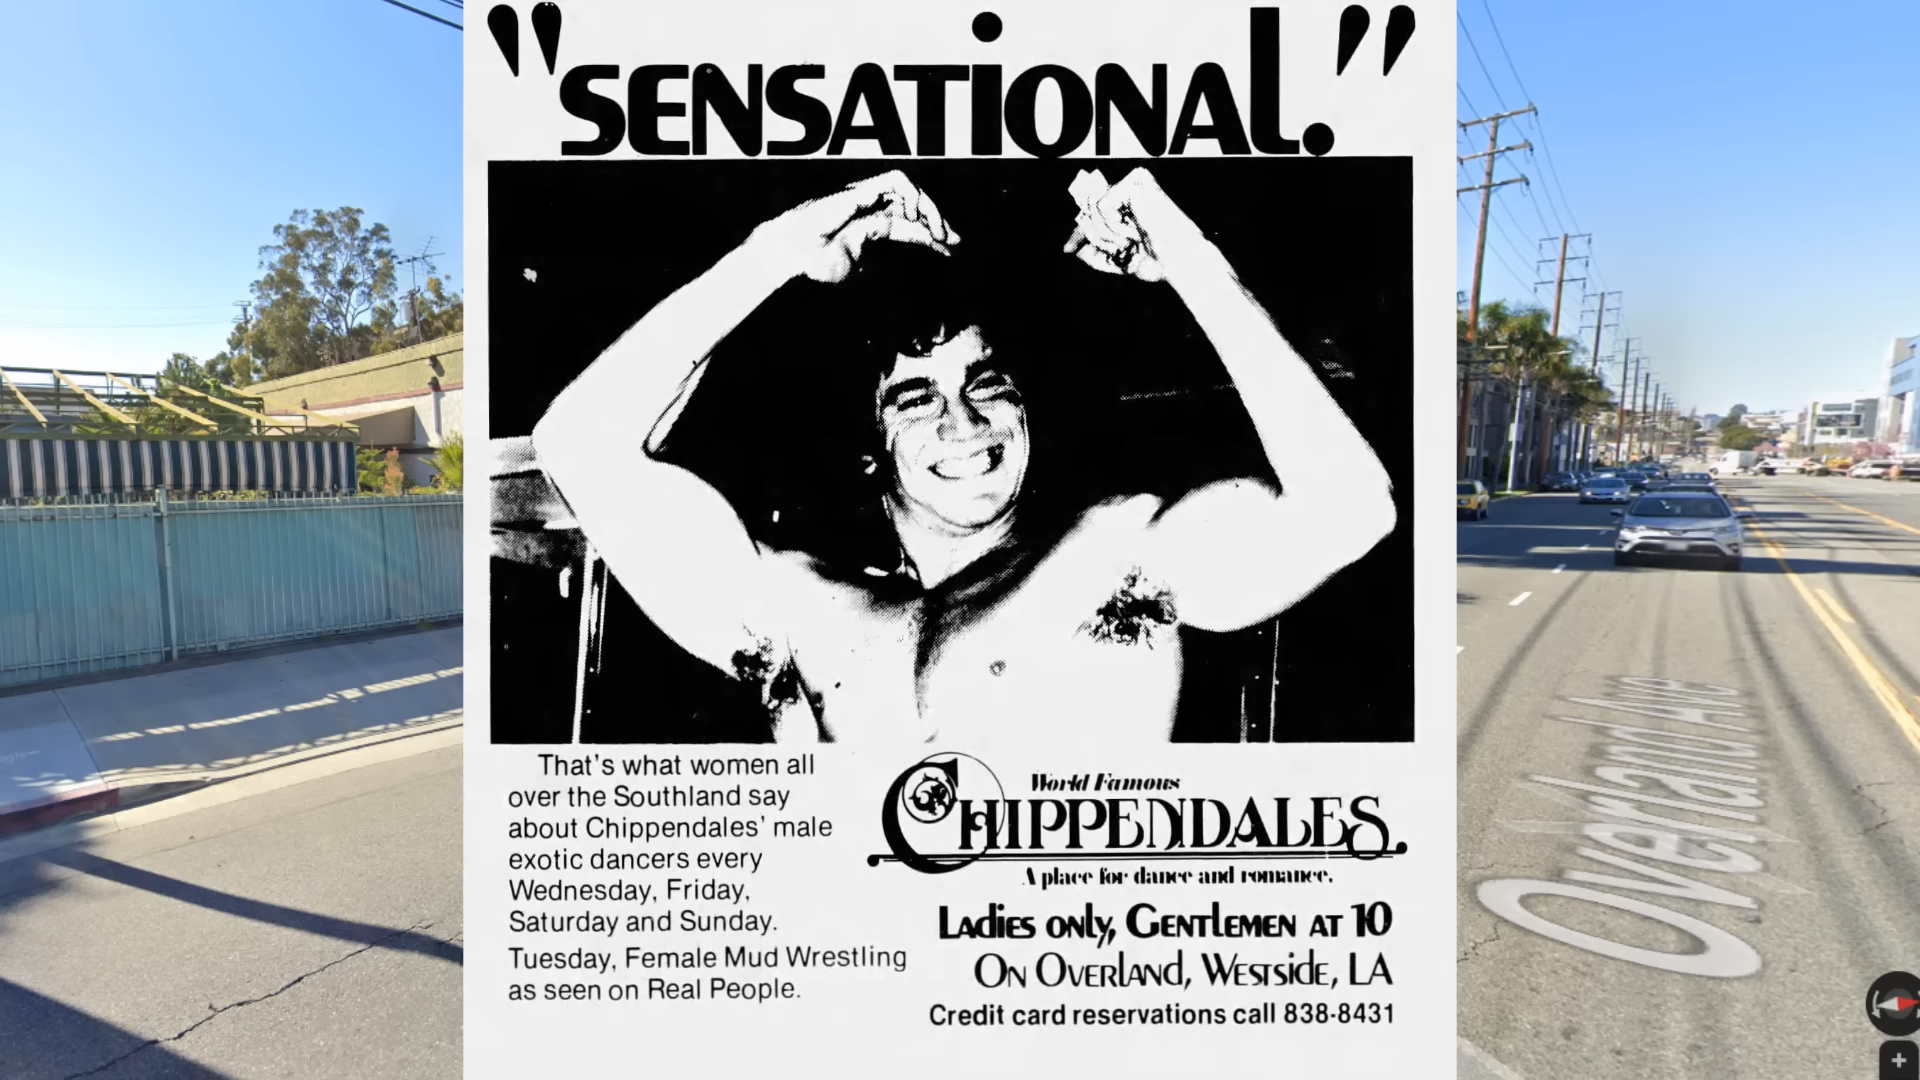 "SENSATIONAL."
That's what women all
over the Southland say
about Chippendales' male
exotic dancers every
Wednesday, Friday,
Saturday and Sunday.
Tuesday, Female Mud Wrestling
as seen on Real People.
World Famous
CHIPPENDALES.
A place for dance and romance.
Ladies only, Gentlemen at 10
On Overland, Westside, LA
Credit card reservations call 838-8431
Overland Ave
+